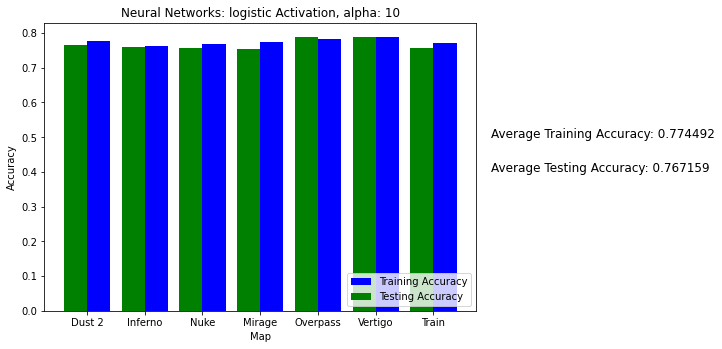 Neural Networks: logistic Activation, alpha: 10
0.8
0.7
0.6
0.5
0.4
0.3
0.2
0.1
0.0
Accuracy
Dust 2 Inferno Nuke Mirage Overpass Vertigo Train
Map
Training Accuracy
Testing Accuracy
Average Training Accuracy: 0.774492
Average Testing Accuracy: 0.767159